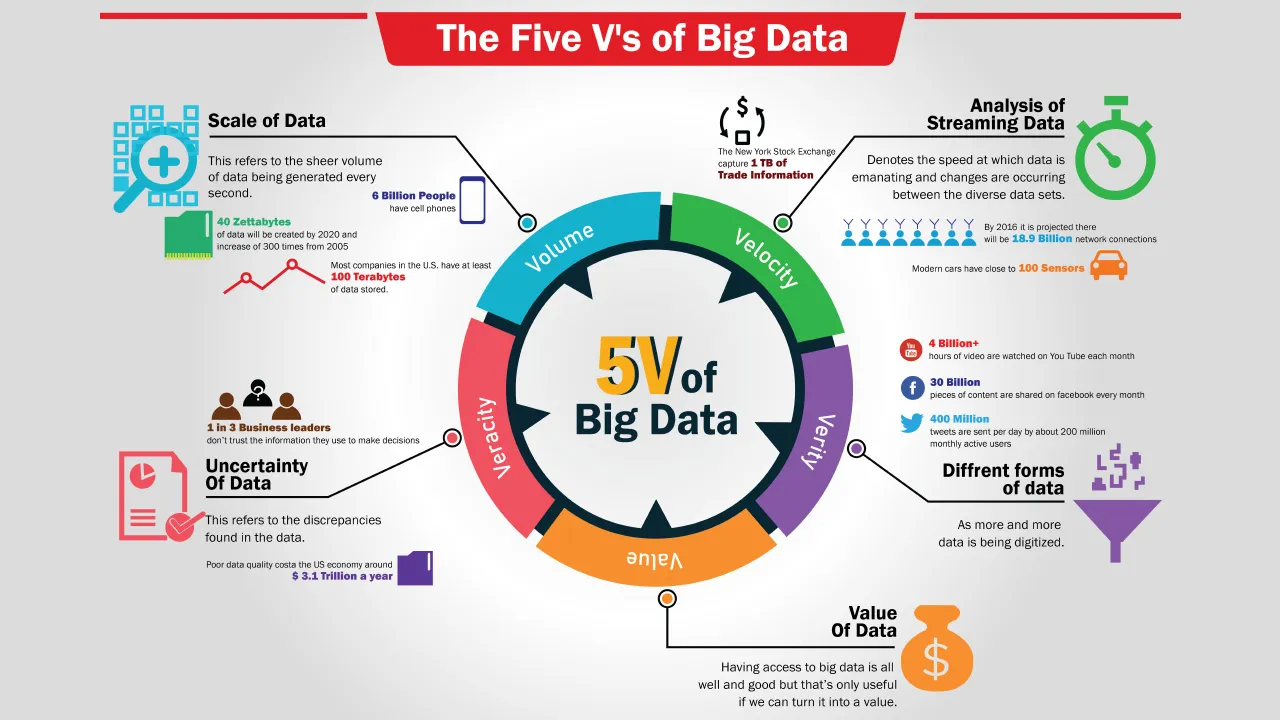 The Five V's of Big Data
Scale of Data
This refers to the sheer volume
of data being generated every
second.
6 Billion People
have cell phones
40 Zettabytes
of data will be created by 2020 and
increase of 300 times from 2005
Most companies in the U.S. have at least
100 Terabytes
of data stored.
$
The New York Stock Exchange
capture 1 TB of
Trade Information
Analysis of
Streaming Data
Denotes the speed at which data is
emanating and changes are occurring
between the diverse data sets.
By 2016 it is projected there
will be 18.9 Billion network connections
Modern cars have close to 100 Sensors
Volume
Velocity
Verity
Value
Veracity
5V of
Big Data
You
Tube
4 Billion+
hours of video are watched on You Tube each month
f
30 Billion
pieces of content are shared on facebook every month
400 Million
tweets are sent per day by about 200 million
monthly active users
Diffrent forms
of data
As more and more
data is being digitized.
1 in 3 Business leaders
don't trust the information they use to make decisions
Uncertainty
Of Data
This refers to the discrepancies
found in the data.
Poor data quality costa the US economy around
$ 3.1 Trillion a year
Value
Of Data
$
Having access to big data is all
well and good but that's only useful
if we can turn it into a value.